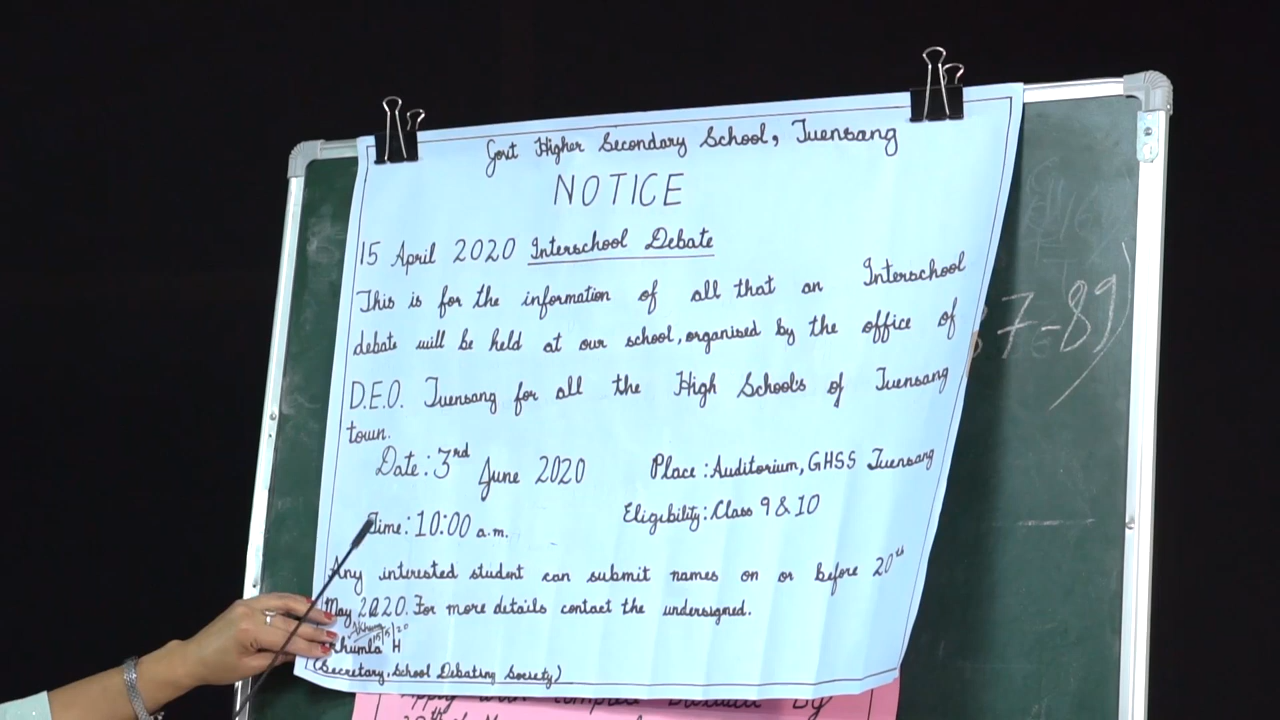 Govt Higher Secondary School, Tuensang
NOTICE
15 April 2020 Interschool Debate
This is for the information of all that an Interschool
debate will be held at our school, organised by the office of
D.E.O. Tuensang for all the High Schools of Tuensang
town.
Date: 3rd June 2020 Place: Auditorium, GHSS Tuensang
Time: 10:00 a.m. Eligibility: Class 9 & 10
Any interested student can submit names on or before 20th
May 2020. For more details contact the undersigned.
H
(Secretary, School Debating Society)
7-89)